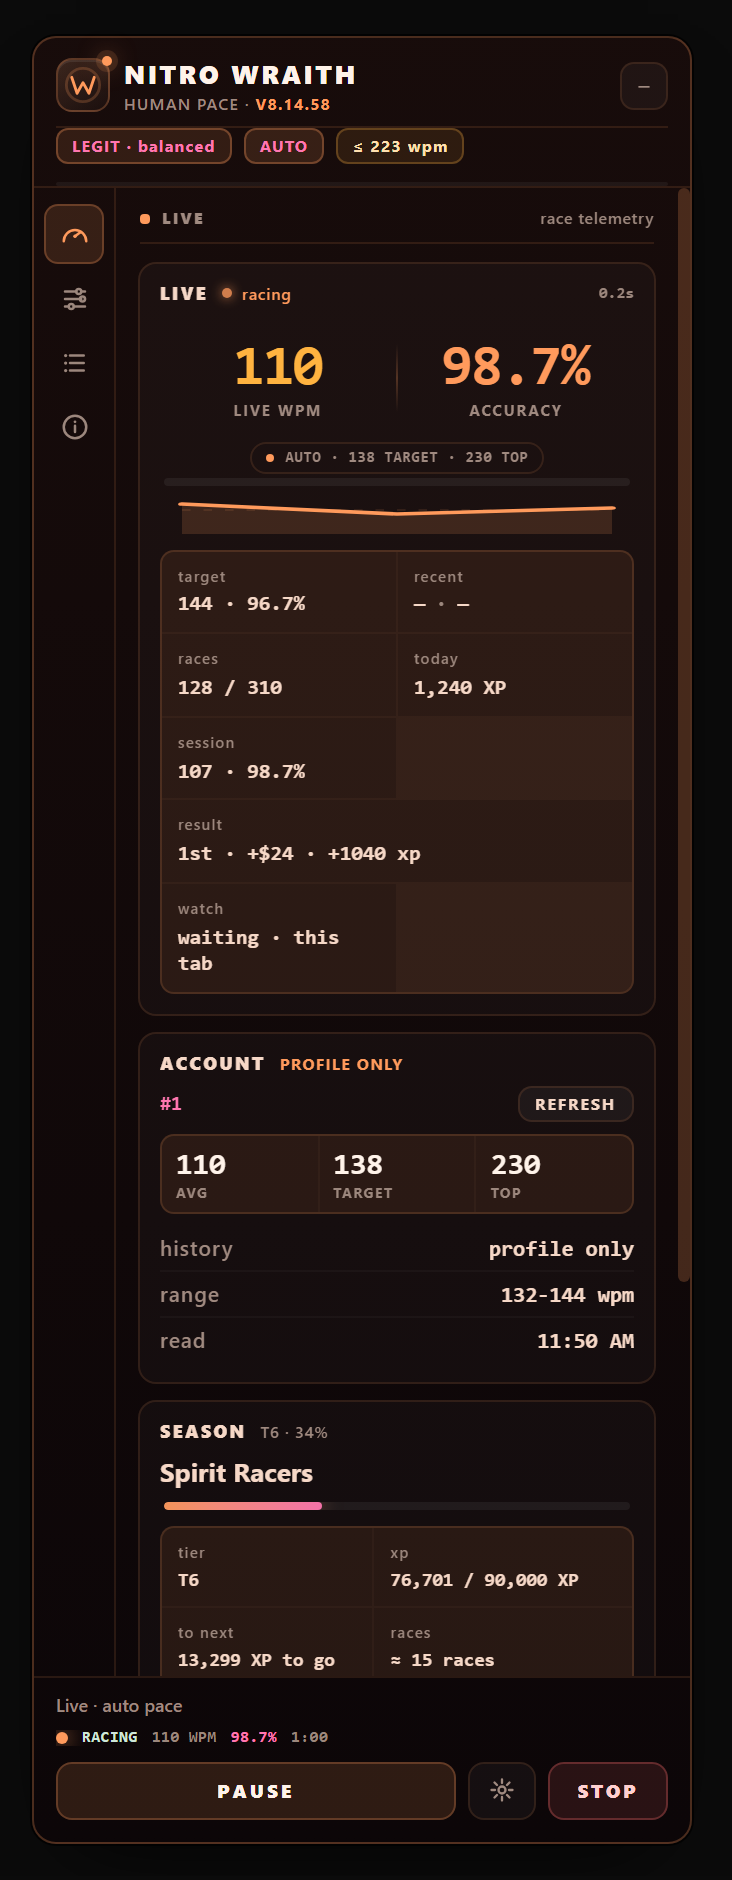 NITRO WRAITH
HUMAN PACE · V8.14.58
–
LEGIT · balanced
AUTO
≤ 223 wpm
LIVE
race telemetry
LIVE racing
0.2s
110
98.7%
LIVE WPM
ACCURACY
AUTO · 138 TARGET · 230 TOP
target
recent
144 · 96.7%
— · —
races
today
128 / 310
1,240 XP
session
107 · 98.7%
result
1st · +$24 · +1040 xp
watch
waiting · this
tab
ACCOUNT PROFILE ONLY
#1
REFRESH
110
138
230
AVG
TARGET
TOP
history
profile only
range
132-144 wpm
read
11:50 AM
SEASON T6 · 34%
Spirit Racers
tier
xp
T6
76,701 / 90,000 XP
to next
races
13,299 XP to go
≈ 15 races
Live · auto pace
RACING 110 WPM 98.7% 1:00
PAUSE
STOP